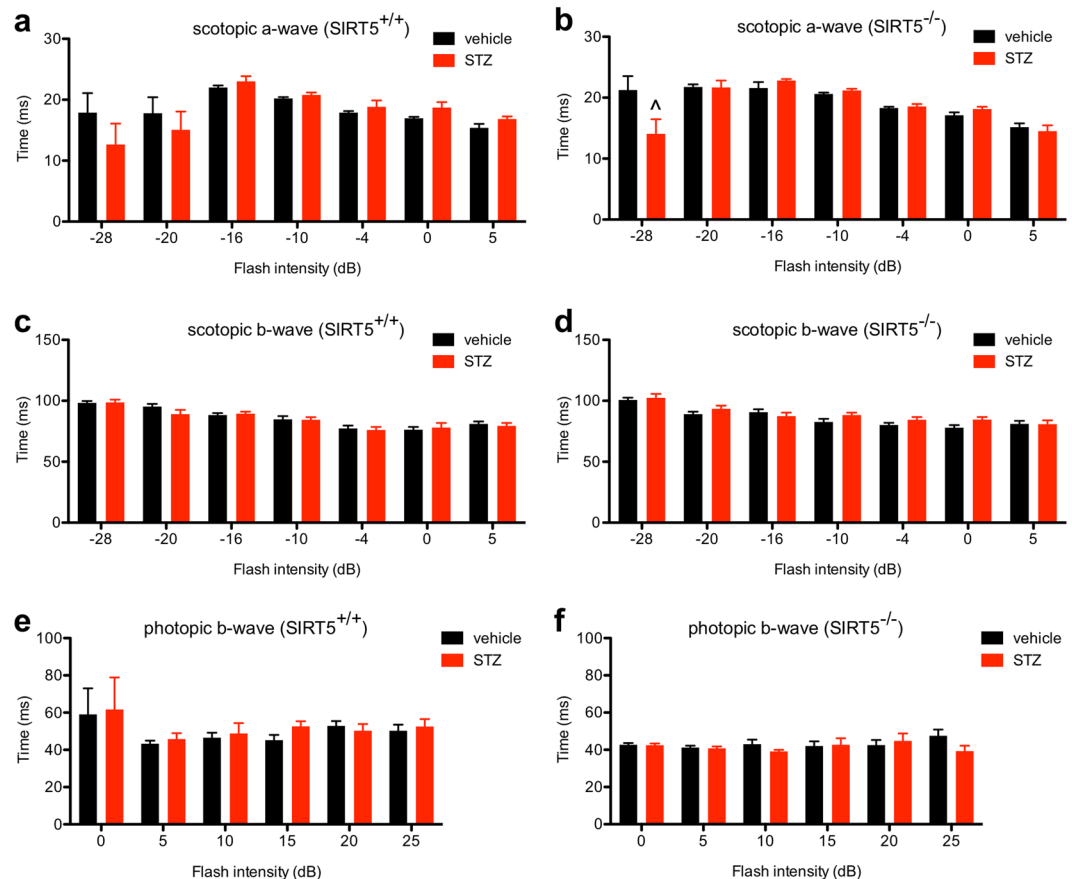 a
scotopic a-wave (SIRT5+/+)
vehicle
STZ
30
20
10
0
Time (ms)
-28 -20 -16 -10 -4 0 5
Flash intensity (dB)
b
scotopic a-wave (SIRT5-/-)
vehicle
STZ
30
20
10
0
Time (ms)
^
-28 -20 -16 -10 -4 0 5
Flash intensity (dB)
c
scotopic b-wave (SIRT5+/+)
vehicle
STZ
150
100
50
0
Time (ms)
-28 -20 -16 -10 -4 0 5
Flash intensity (dB)
d
scotopic b-wave (SIRT5-/-)
vehicle
STZ
150
100
50
0
Time (ms)
-28 -20 -16 -10 -4 0 5
Flash intensity (dB)
e
photopic b-wave (SIRT5+/+)
vehicle
STZ
100
80
60
40
20
0
Time (ms)
0 5 10 15 20 25
Flash intensity (dB)
f
photopic b-wave (SIRT5-/-)
vehicle
STZ
100
80
60
40
20
0
Time (ms)
0 5 10 15 20 25
Flash intensity (dB)